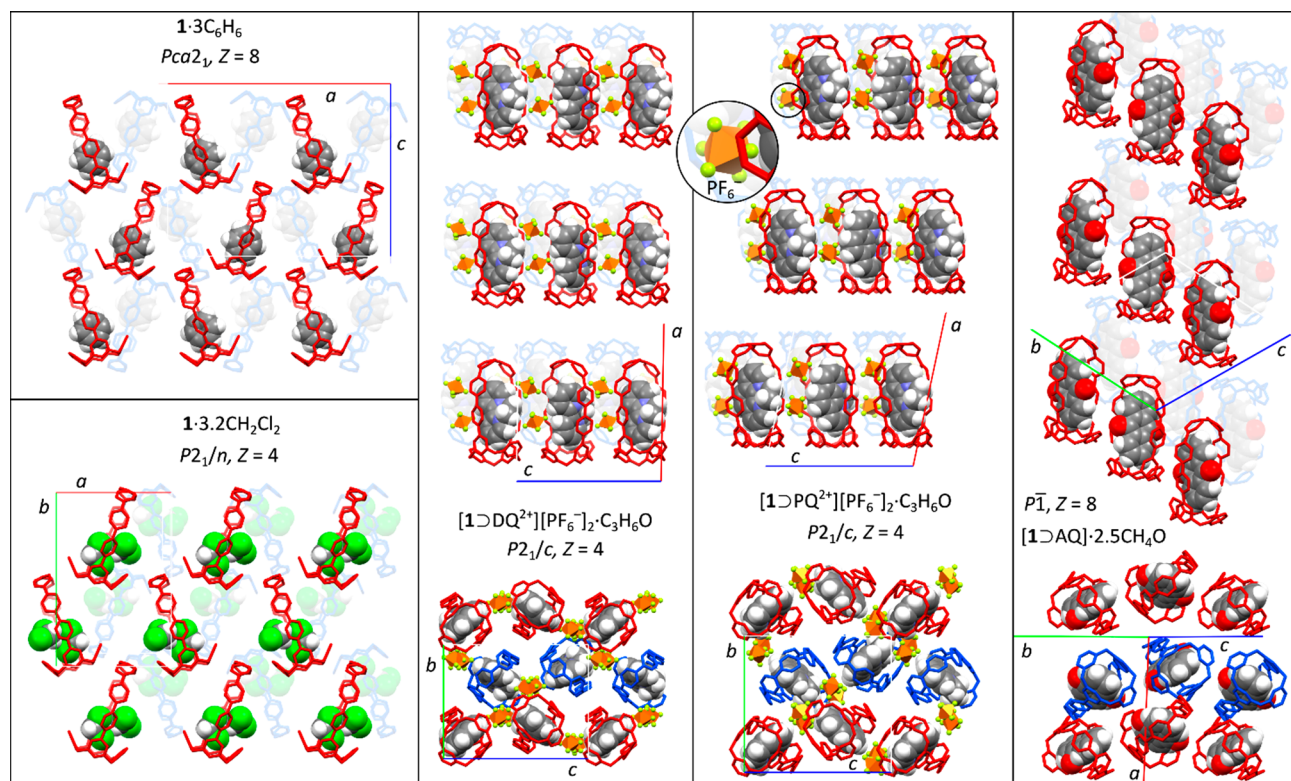 1·3C₆H₆
Pca2₁, Z = 8
a
c
1·3.2CH₂Cl₂
P2₁/n, Z = 4
b
a
a
c
[1⊃DQ²⁺][PF₆⁻]₂·C₃H₆O
P2₁/c, Z = 4
b
c
PF₆
a
c
[1⊃PQ²⁺][PF₆⁻]₂·C₃H₆O
P2₁/c, Z = 4
b
c
b
c
P1̅, Z = 8
[1⊃AQ]·2.5CH₄O
b
c
a